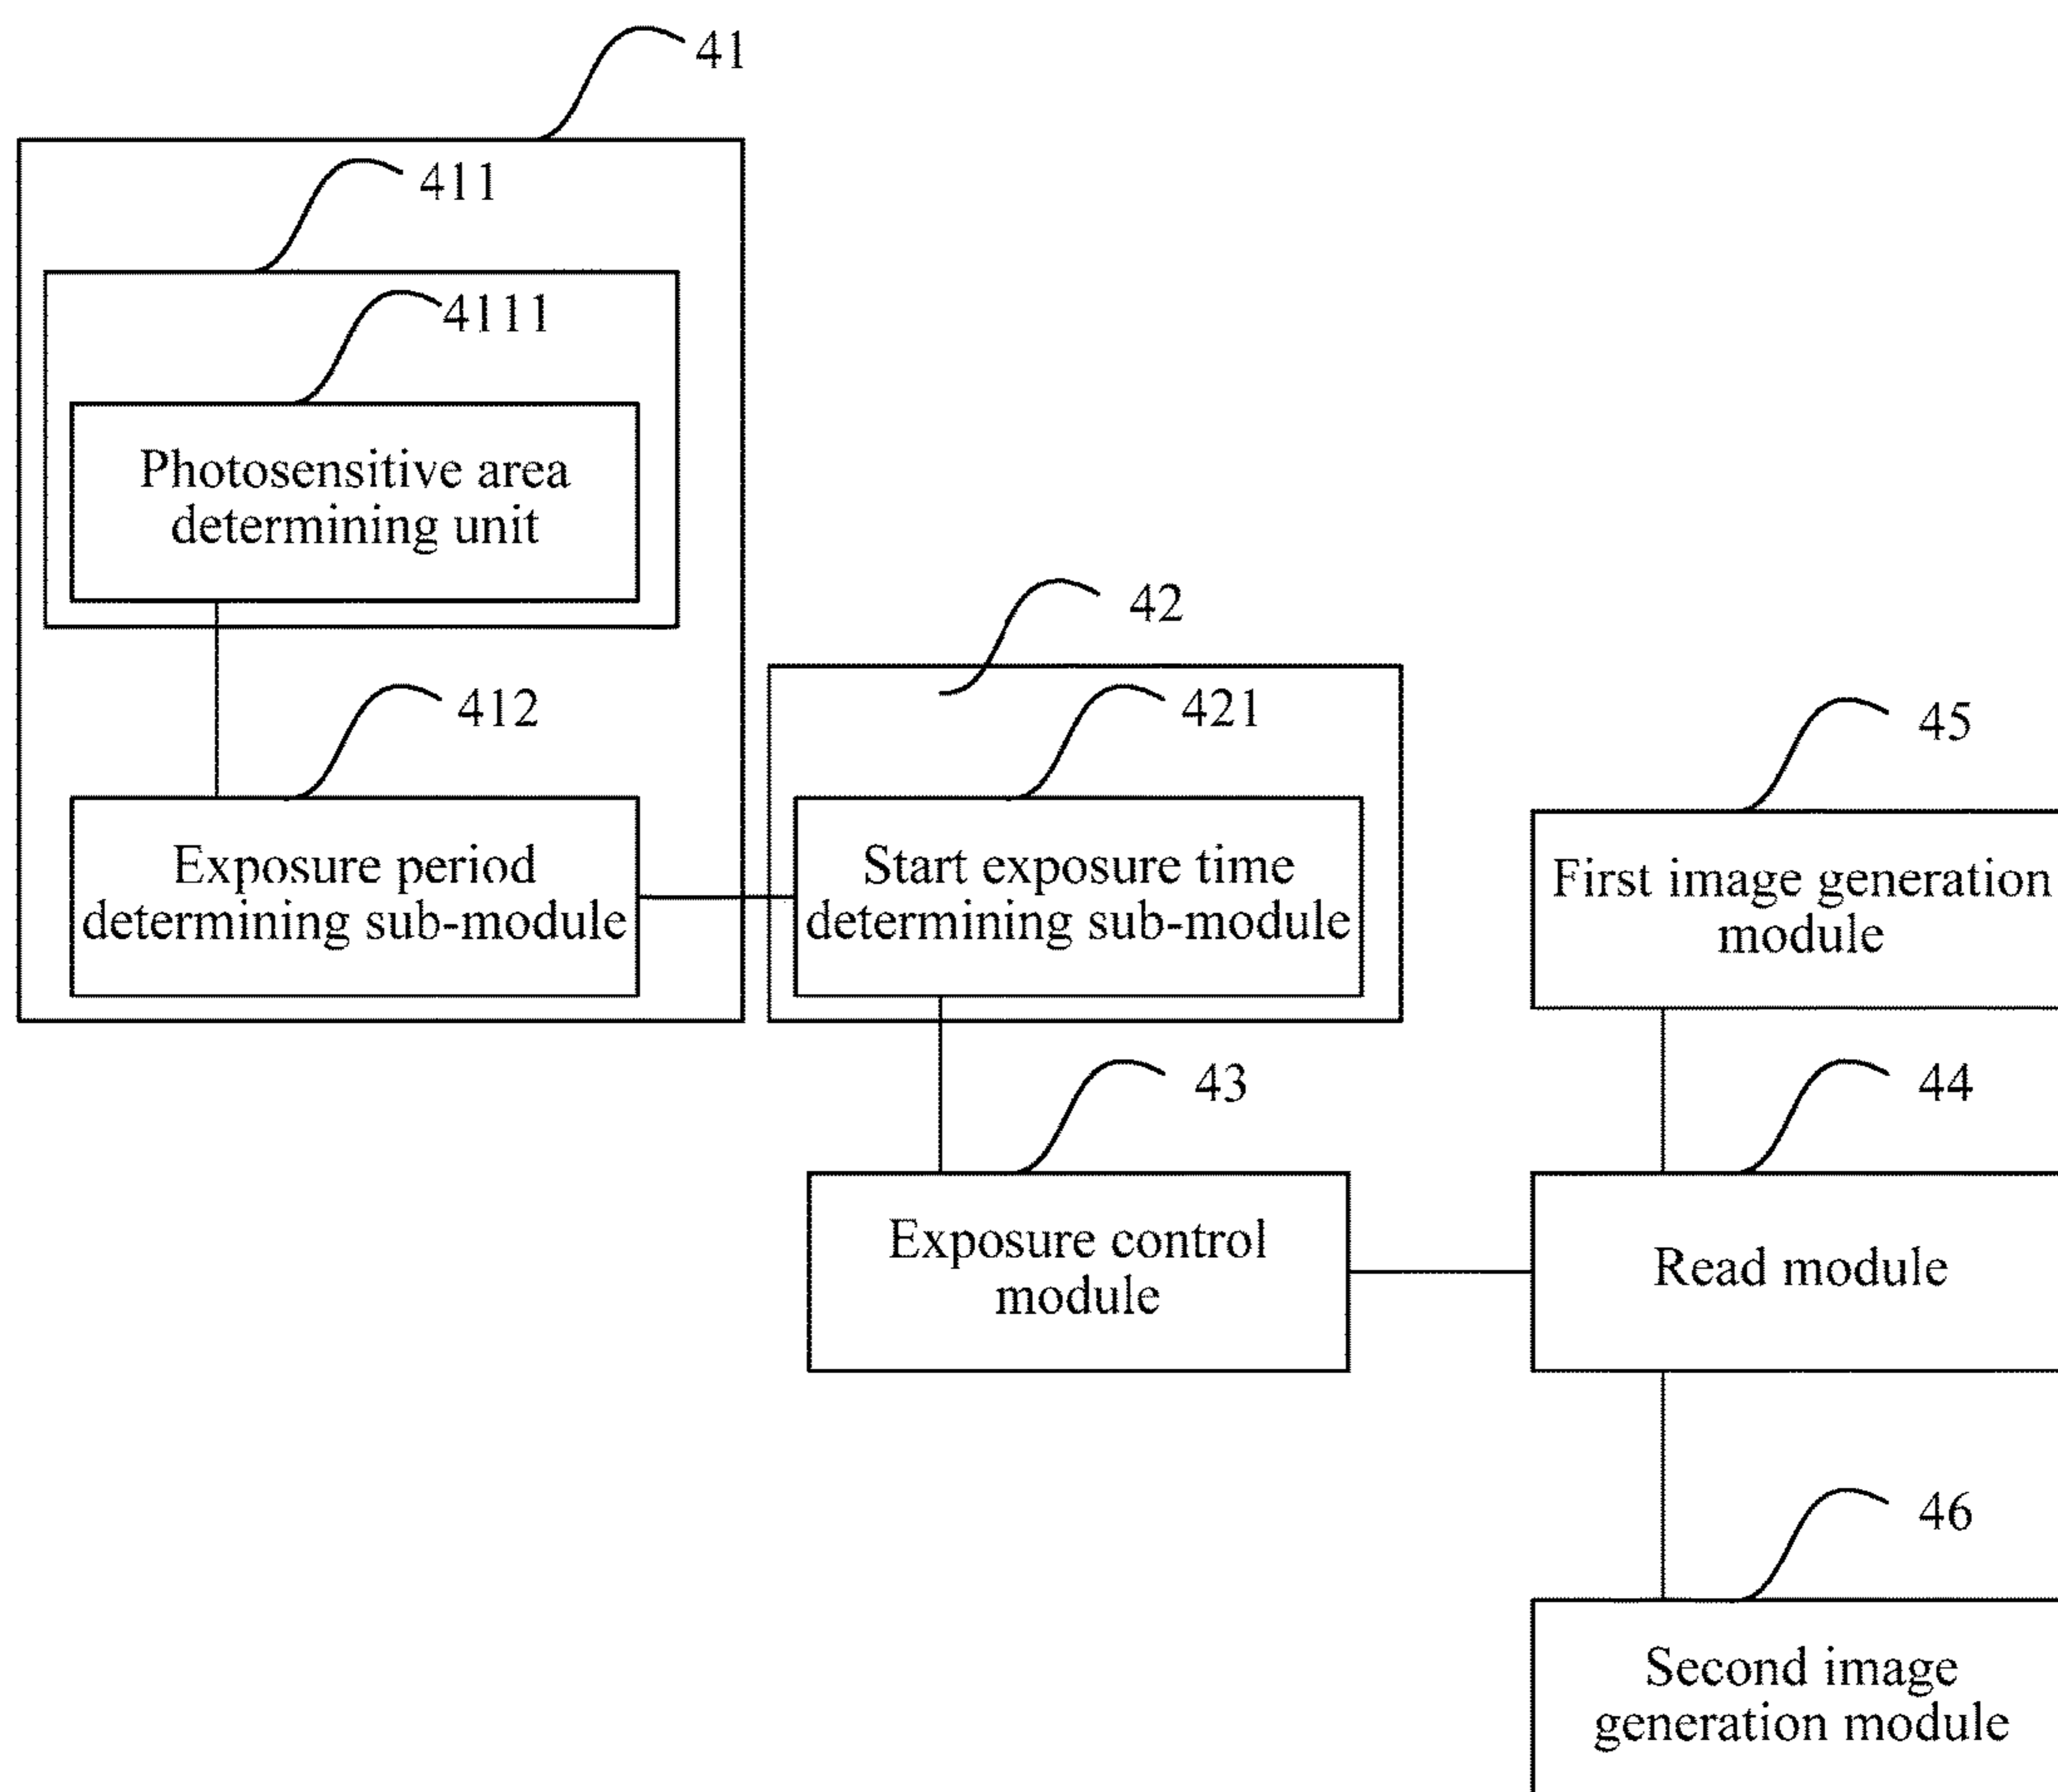 41
411
4111
Photosensitive area
determining unit
42
412
421
45
Exposure period
determining sub-module
Start exposure time
determining sub-module
First image generation
module
43
44
Exposure control
module
Read module
46
Second image
generation module